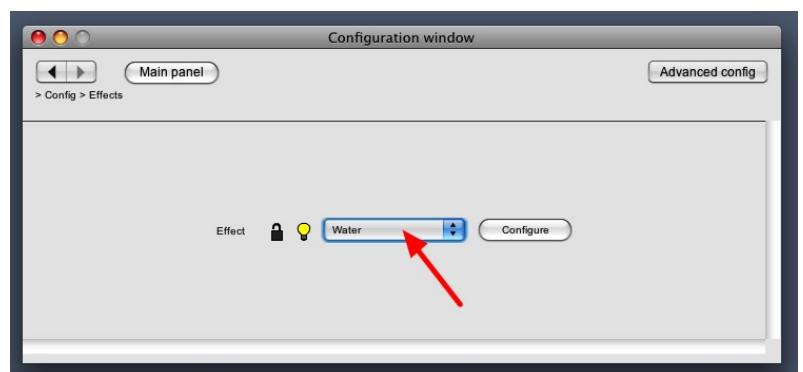 Configuration window
Main panel
Advanced config
> Config > Effects
Effect
Water
Configure